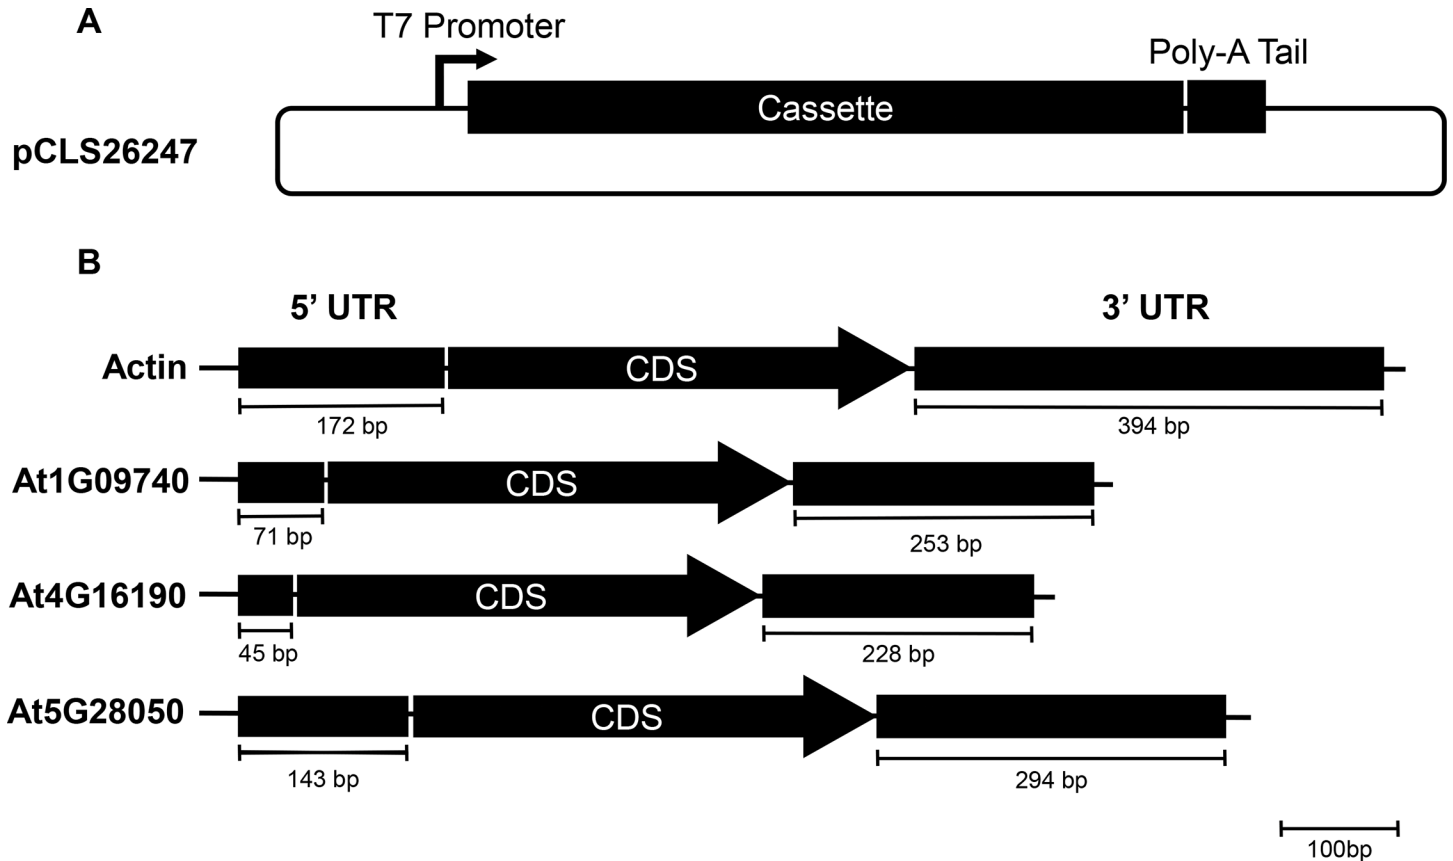 A
T7 Promoter
Poly-A Tail
Cassette
pCLS26247
B
5’ UTR
3’ UTR
Actin
CDS
172 bp
394 bp
At1G09740
CDS
71 bp
253 bp
At4G16190
CDS
45 bp
228 bp
At5G28050
CDS
143 bp
294 bp
100bp